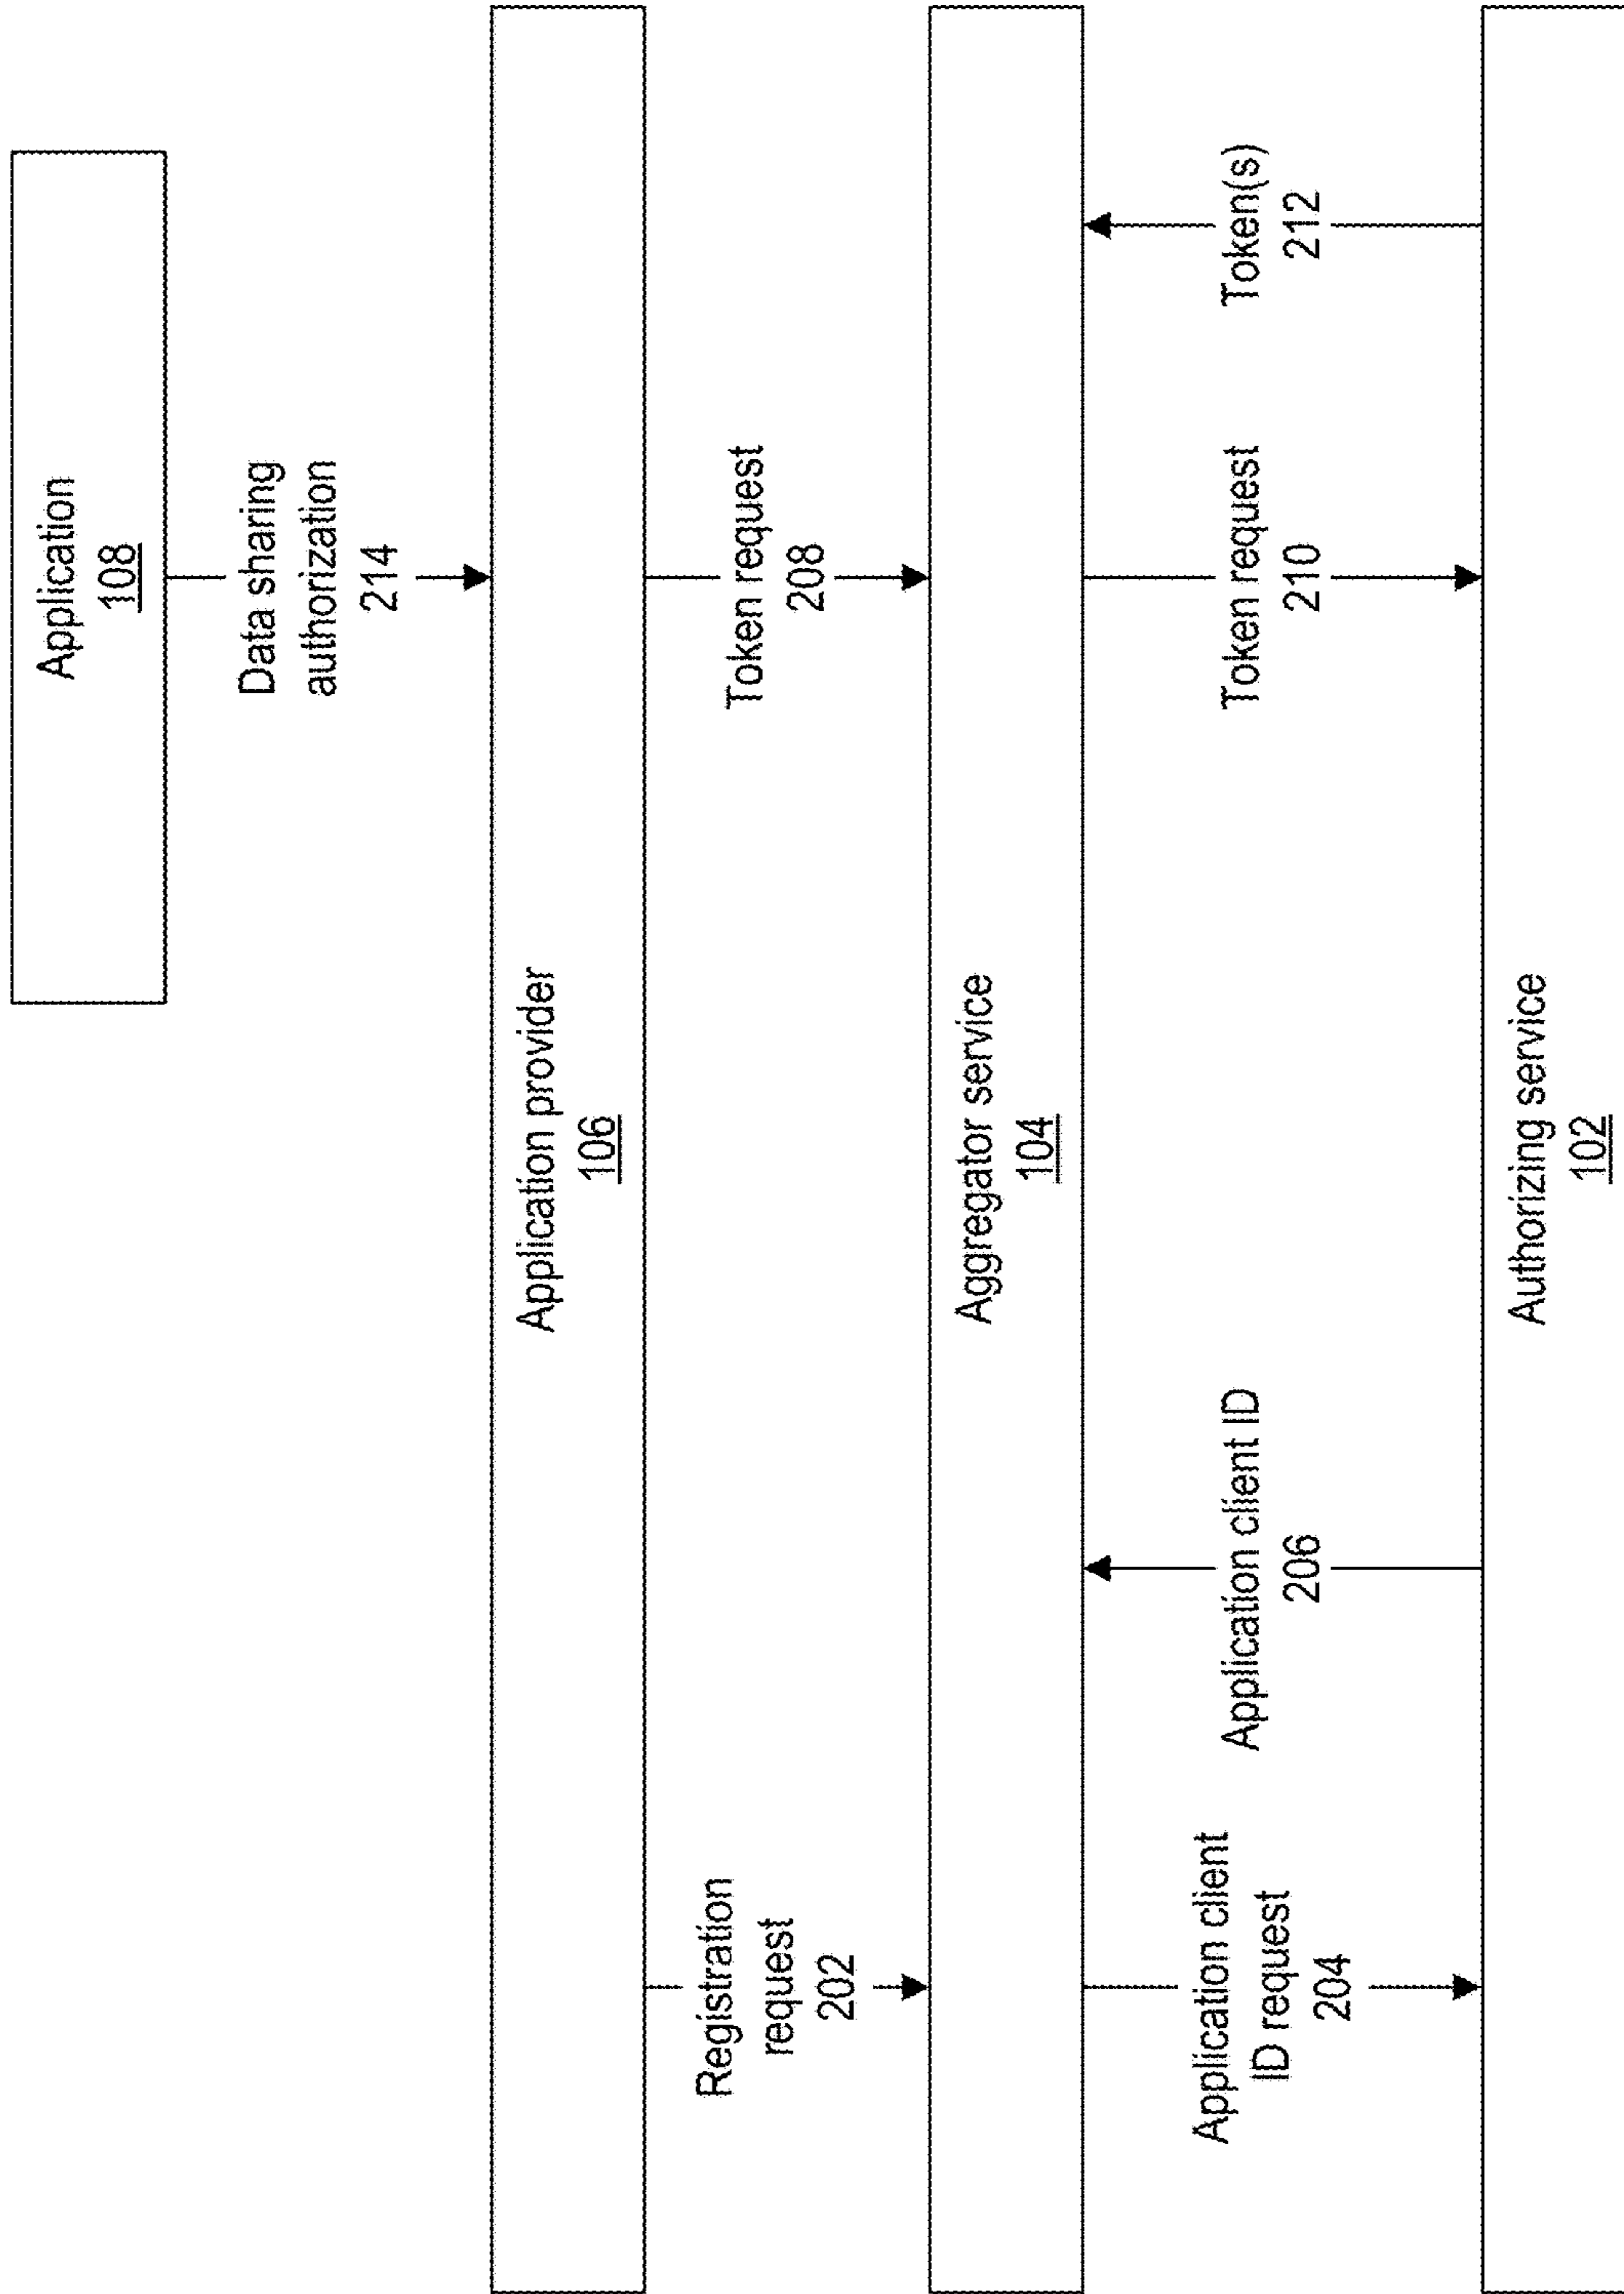 Application
108
Data sharing
authorization
214
Application provider
106
Registration
request
202
Token request
208
Aggregator service
104
Application client
ID request
204
Application client ID
206
Token request
210
Token(s)
212
Authorizing service
102